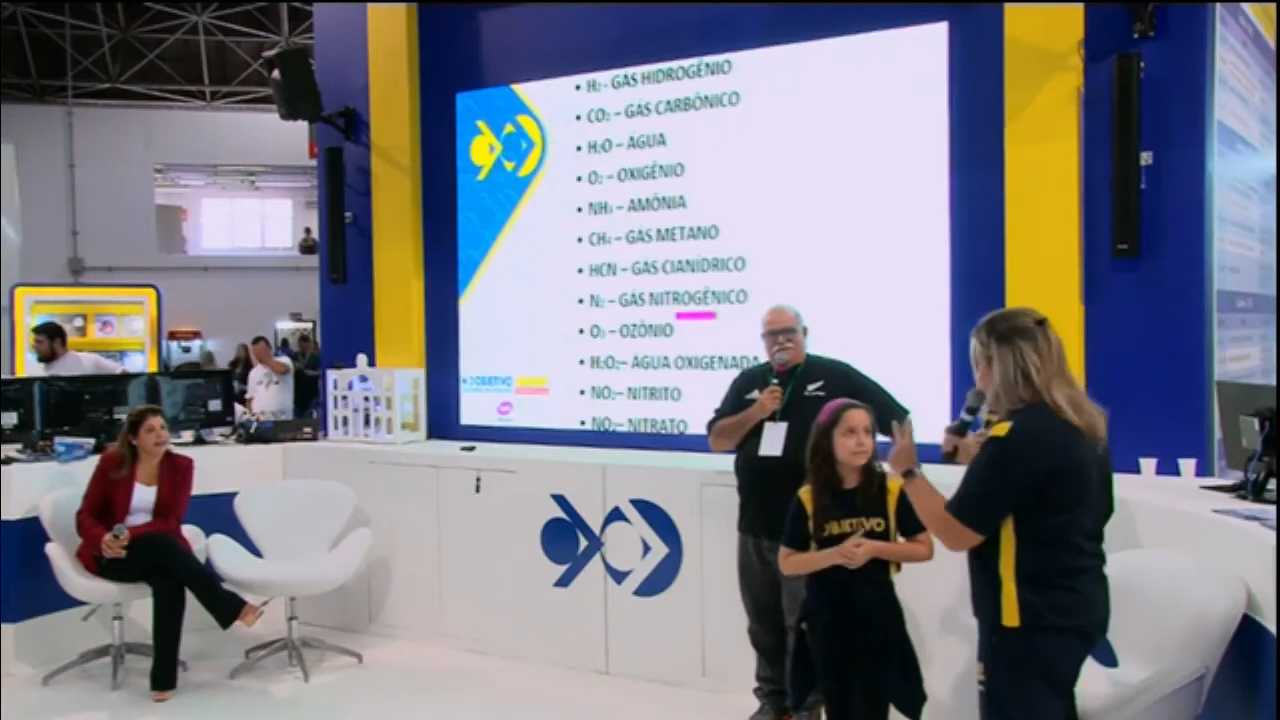 • H₂ - GÁS HIDROGÊNIO
• CO₂ – GÁS CARBÔNICO
• H₂O – ÁGUA
• O₂ – OXIGÊNIO
• NH₃ – AMÔNIA
• CH₄ – GÁS METANO
• HCN – GÁS CIANÍDRICO
• N₂ – GÁS NITROGÊNICO
• O₃ – OZÔNIO
• H₂O₂ – ÁGUA OXIGENADA
• NO₂ – NITRITO
• NO₃ – NITRATO
OBJETIVO
OBJETIVO